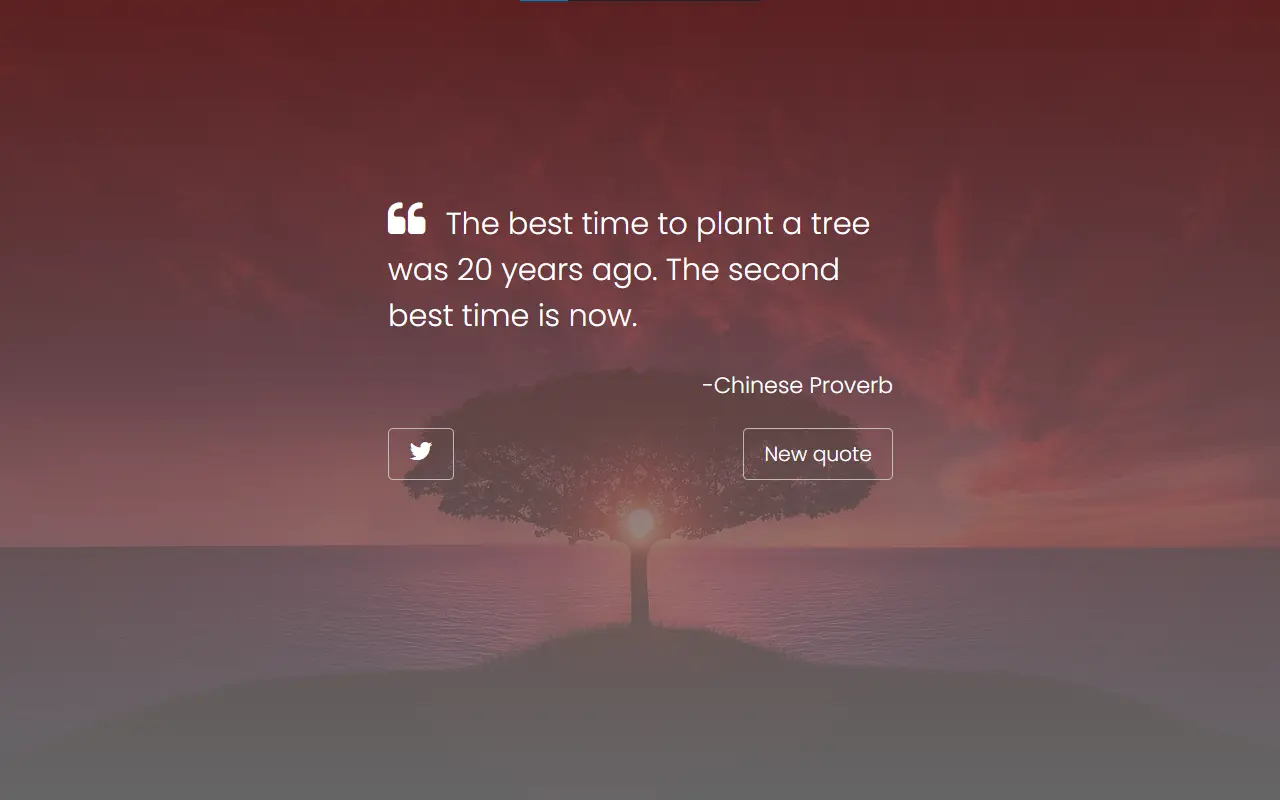 ❝ The best time to plant a tree
was 20 years ago. The second
best time is now.
-Chinese Proverb
New quote